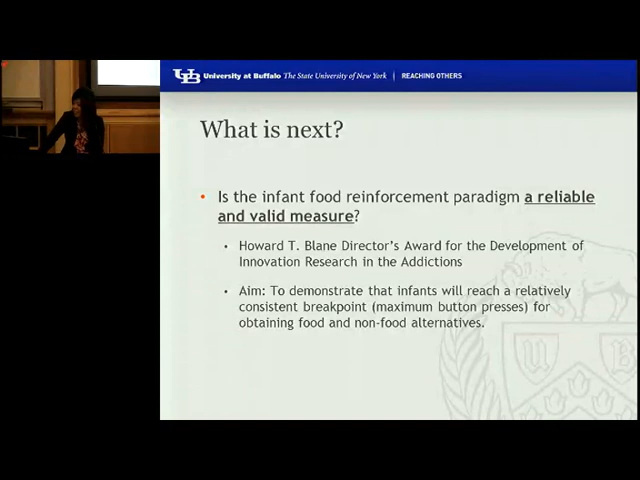 UB University at Buffalo The State University of New York | REACHING OTHERS
What is next?
• Is the infant food reinforcement paradigm a reliable
and valid measure?
• Howard T. Blane Director's Award for the Development of
Innovation Research in the Addictions
• Aim: To demonstrate that infants will reach a relatively
consistent breakpoint (maximum button presses) for
obtaining food and non-food alternatives.
U B